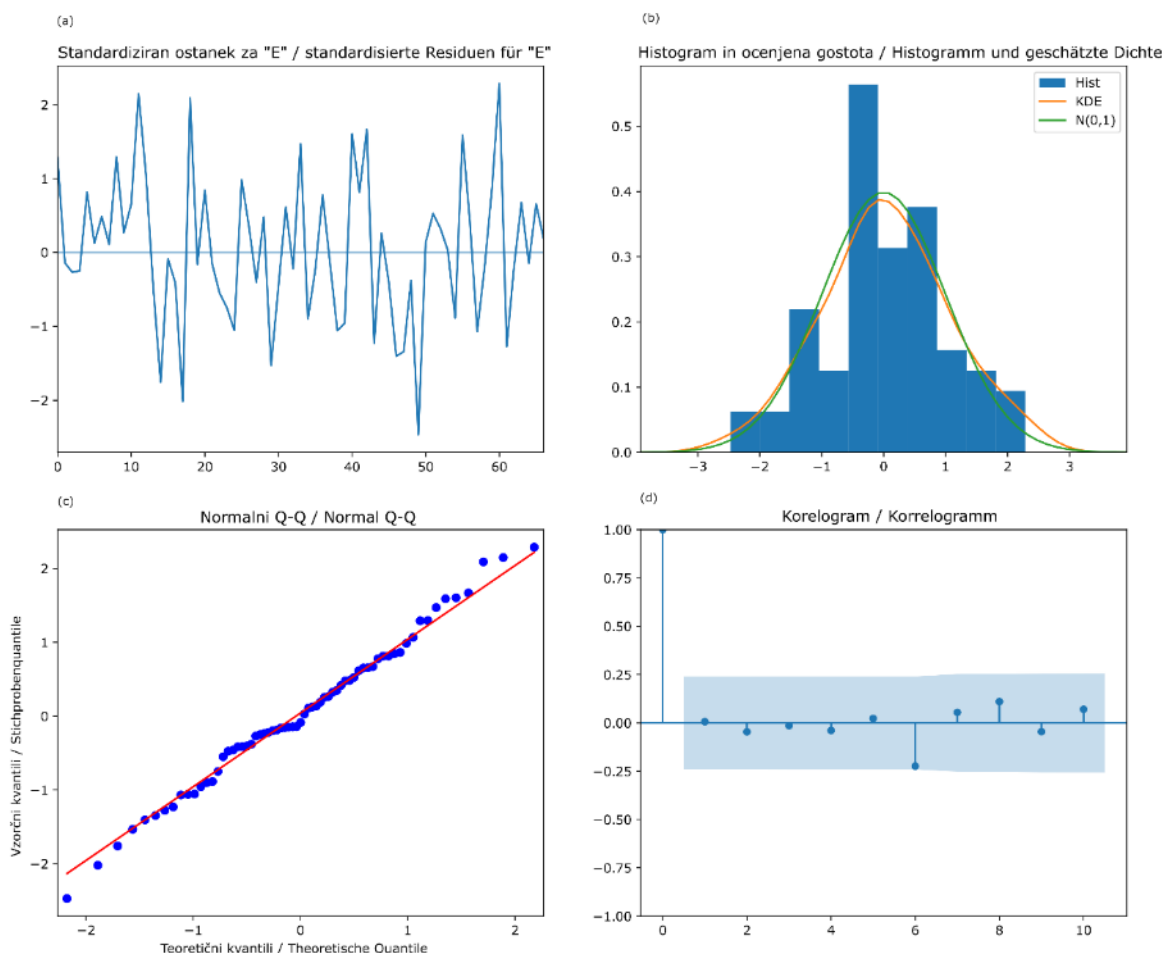 (a)
Standardiziran ostanek za "E" / standardisierte Residuen für "E"
2
1
0
−1
−2
0 10 20 30 40 50 60
(b)
Histogram in ocenjena gostota / Histogramm und geschätzte Dichte
Hist
KDE
N(0,1)
0.5
0.4
0.3
0.2
0.1
0.0
−3 −2 −1 0 1 2 3
(c)
Normalni Q-Q / Normal Q-Q
Vzorčni kvantili / Stichprobenquantile
2
1
0
−1
−2
−2 −1 0 1 2
Teoretični kvantili / Theoretische Quantile
(d)
Korelogram / Korrelogramm
1.00
0.75
0.50
0.25
0.00
−0.25
−0.50
−0.75
−1.00
0 2 4 6 8 10